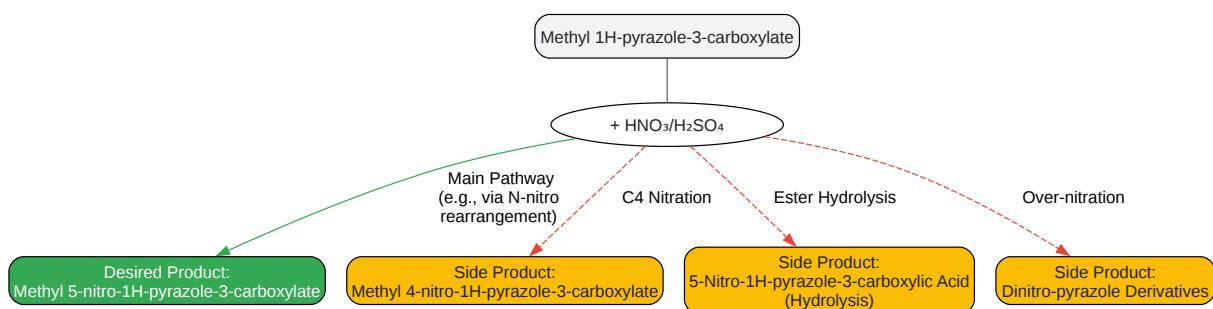 Methyl 1H-pyrazole-3-carboxylate
+ HNO₃/H₂SO₄
Main Pathway
(e.g., via N-nitro
rearrangement)
C4 Nitration
Ester Hydrolysis
Over-nitration
Desired Product:
Methyl 5-nitro-1H-pyrazole-3-carboxylate
Side Product:
Methyl 4-nitro-1H-pyrazole-3-carboxylate
Side Product:
5-Nitro-1H-pyrazole-3-carboxylic Acid
(Hydrolysis)
Side Product:
Dinitro-pyrazole Derivatives